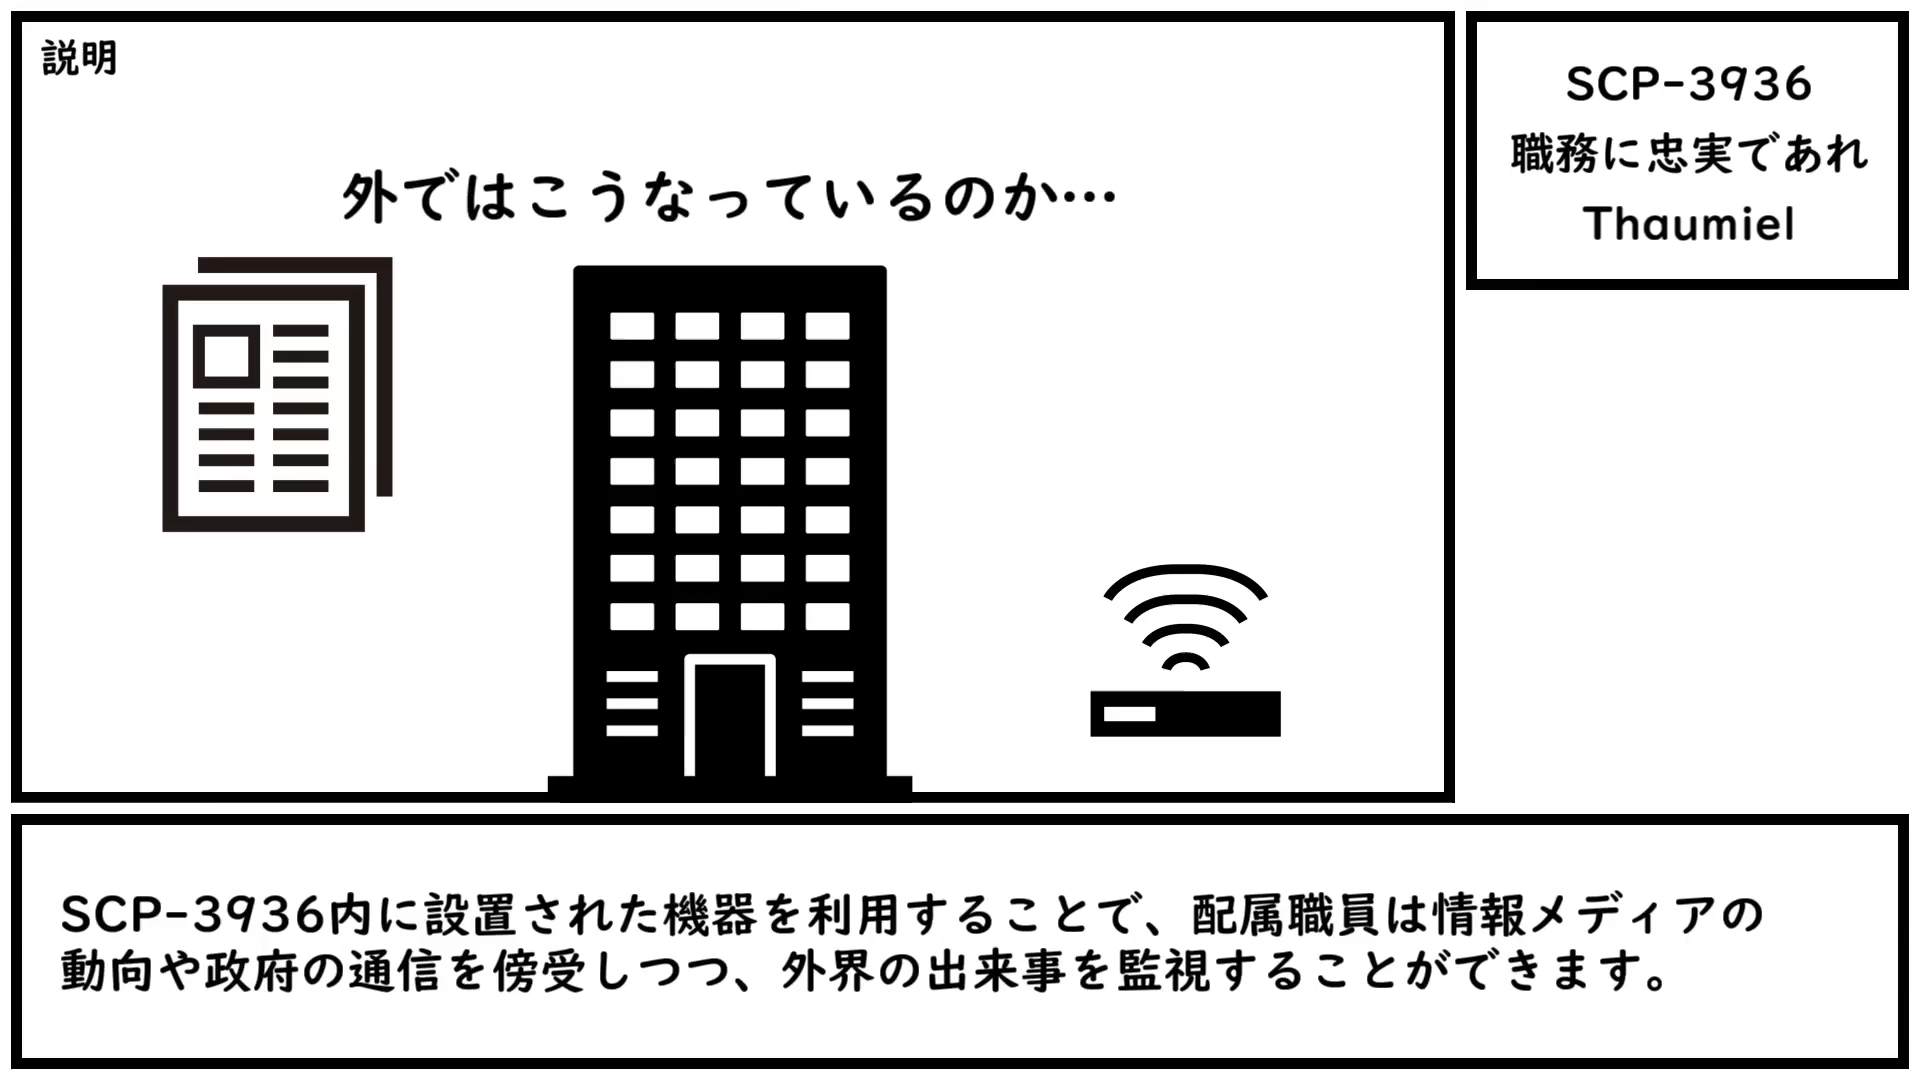 説明
外ではこうなっているのか…
SCP-3936
職務に忠実であれ
Thaumiel
SCP-3936内に設置された機器を利用することで、配属職員は情報メディアの
動向や政府の通信を傍受しつつ、外界の出来事を監視することができます。